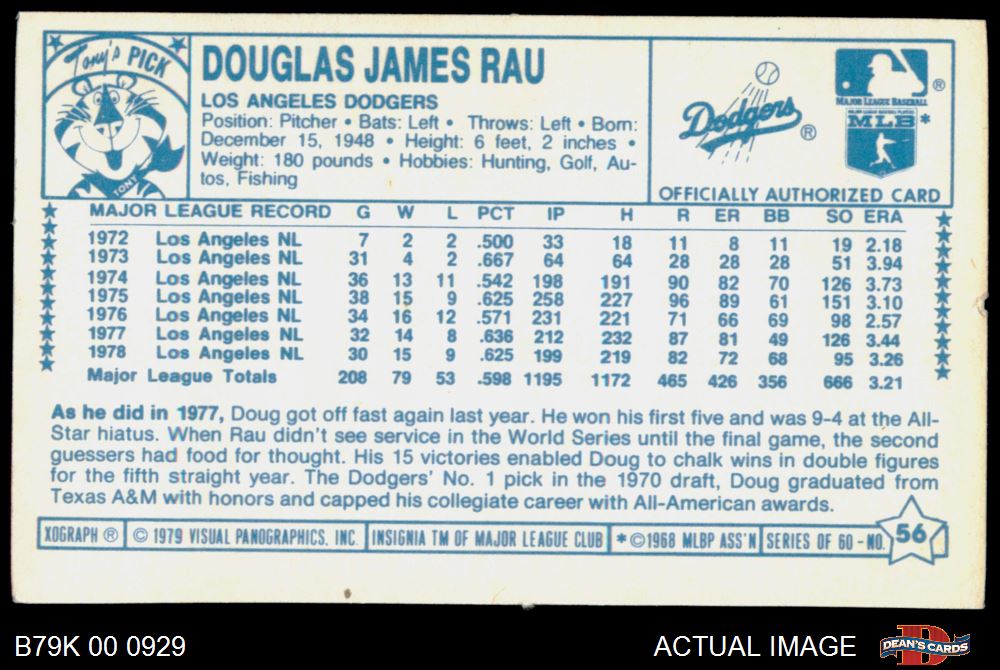 Tony's PICK
TONY
DOUGLAS JAMES RAU
LOS ANGELES DODGERS
Position: Pitcher • Bats: Left • Throws: Left • Born:
December 15, 1948 • Height: 6 feet, 2 inches •
Weight: 180 pounds • Hobbies: Hunting, Golf, Au-
tos, Fishing
Dodgers ®
MAJOR LEAGUE BASEBALL ®
MAJOR LEAGUE BASEBALL PLAYERS
MLB *
OFFICIALLY AUTHORIZED CARD
MAJOR LEAGUE RECORD G W L PCT IP H R ER BB SO ERA
1972 Los Angeles NL 7 2 2 .500 33 18 11 8 11 19 2.18
1973 Los Angeles NL 31 4 2 .667 64 64 28 28 28 51 3.94
1974 Los Angeles NL 36 13 11 .542 198 191 90 82 70 126 3.73
1975 Los Angeles NL 38 15 9 .625 258 227 96 89 61 151 3.10
1976 Los Angeles NL 34 16 12 .571 231 221 71 66 69 98 2.57
1977 Los Angeles NL 32 14 8 .636 212 232 87 81 49 126 3.44
1978 Los Angeles NL 30 15 9 .625 199 219 82 72 68 95 3.26
Major League Totals 208 79 53 .598 1195 1172 465 426 356 666 3.21
As he did in 1977, Doug got off fast again last year. He won his first five and was 9-4 at the All-
Star hiatus. When Rau didn't see service in the World Series until the final game, the second
guessers had food for thought. His 15 victories enabled Doug to chalk wins in double figures
for the fifth straight year. The Dodgers' No. 1 pick in the 1970 draft, Doug graduated from
Texas A&M with honors and capped his collegiate career with All-American awards.
XOGRAPH ® © 1979 VISUAL PANOGRAPHICS, INC. INSIGNIA TM OF MAJOR LEAGUE CLUB * ©1968 MLBP ASS'N SERIES OF 60 - NO. 56
B79K 00 0929 ACTUAL IMAGE DEAN'S CARDS